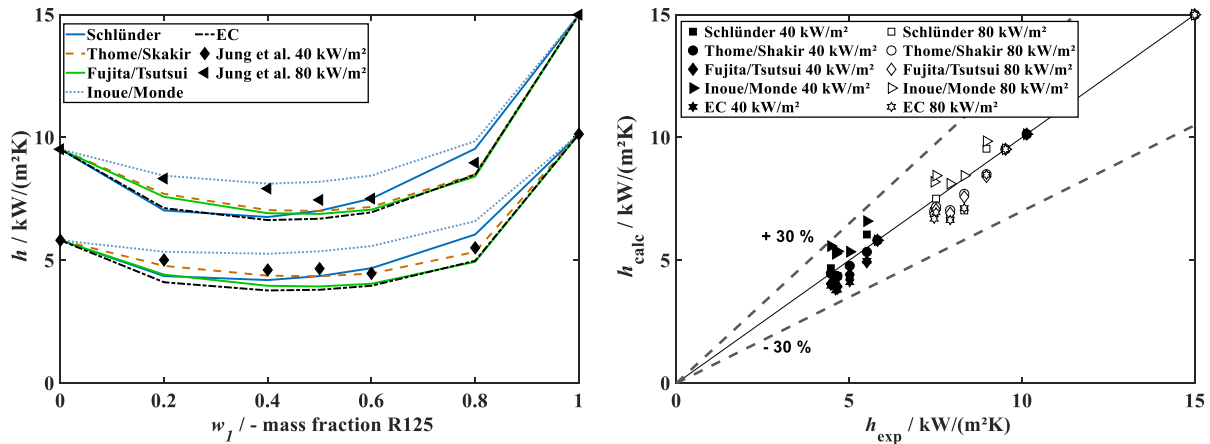 15
10
5
0
h / kW/(m²K)
Schlünder
Thome/Skakir
Fujita/Tsutsui
Inoue/Monde
EC
Jung et al. 40 kW/m²
Jung et al. 80 kW/m²
0
0.2
0.4
0.6
0.8
1
w1 / - mass fraction R125
15
10
5
0
hcalc / kW/(m²K)
Schlünder 40 kW/m²
Thome/Shakir 40 kW/m²
Fujita/Tsutsui 40 kW/m²
Inoue/Monde 40 kW/m²
EC 40 kW/m²
Schlünder 80 kW/m²
Thome/Shakir 80 kW/m²
Fujita/Tsutsui 80 kW/m²
Inoue/Monde 80 kW/m²
EC 80 kW/m²
+ 30 %
- 30 %
0
5
10
15
hexp / kW/(m²K)